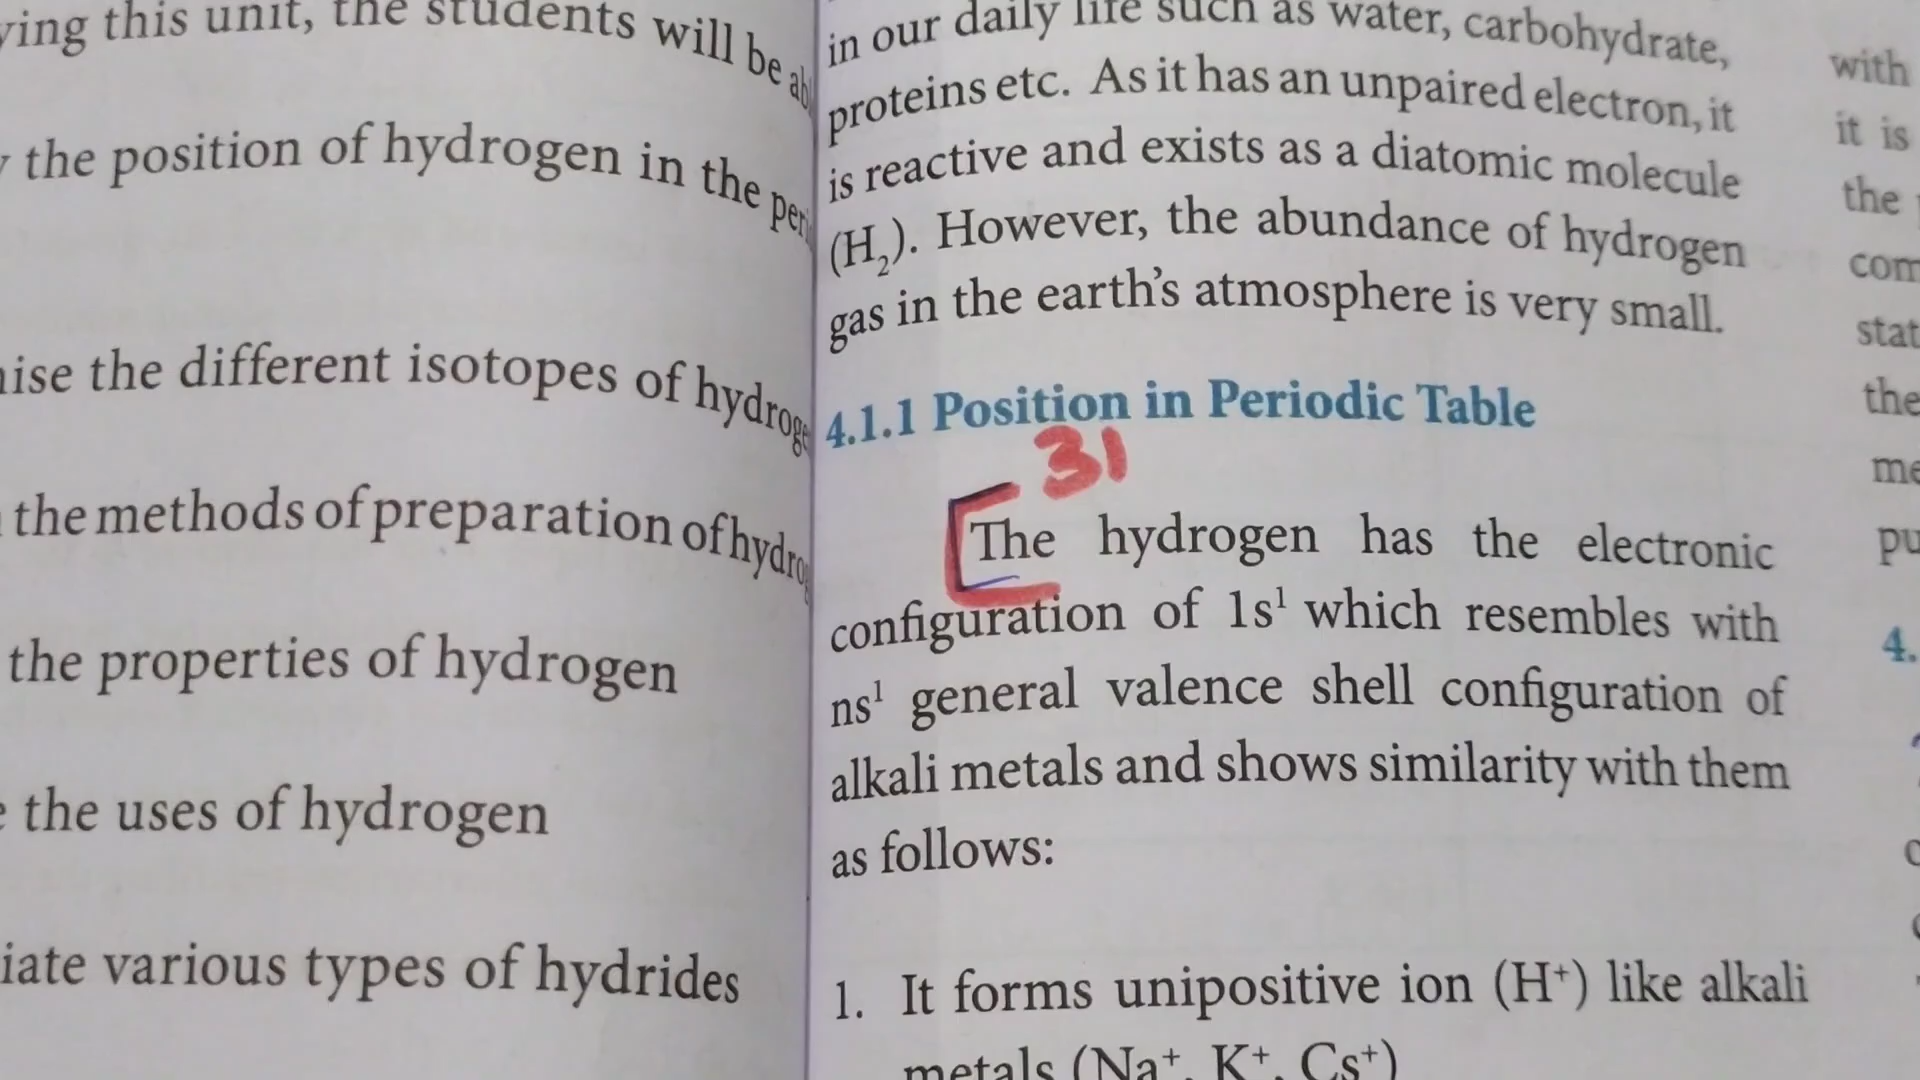 this unit, the students will be
the position of hydrogen in the
the different isotopes of
the methods of preparation of
the properties of hydrogen
the uses of hydrogen
various types of hydrides
in our daily life such as water, carbohydrate,
proteins etc. As it has an unpaired electron, it
is reactive and exists as a diatomic molecule
(H₂). However, the abundance of hydrogen
gas in the earth's atmosphere is very small.
4.1.1 Position in Periodic Table
31
The hydrogen has the electronic
configuration of 1s¹ which resembles with
ns¹ general valence shell configuration of
alkali metals and shows similarity with them
as follows:
1. It forms unipositive ion (H⁺) like alkali
metals (Na⁺, K⁺, Cs⁺)
with
it is
the
the
4.